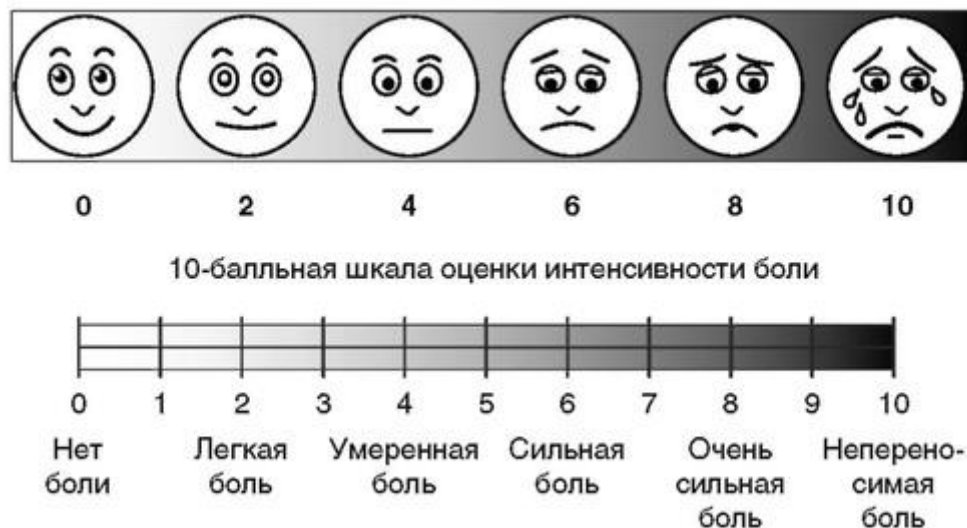 0 2 4 6 8 10
10-балльная шкала оценки интенсивности боли
0 1 2 3 4 5 6 7 8 9 10
Нет Легкая Умеренная Сильная Очень Неперено-
боли боль боль боль сильная симая
боль боль